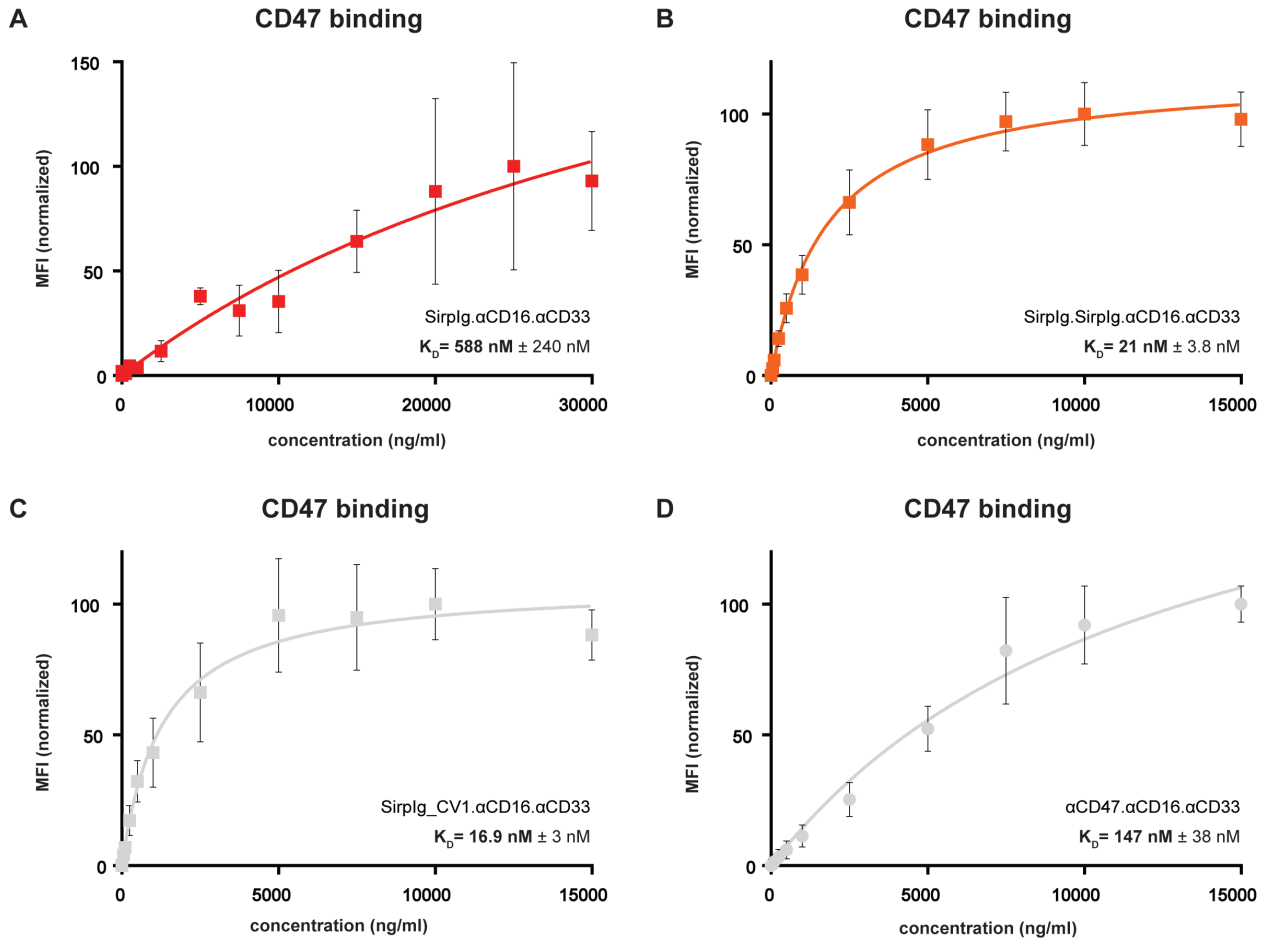 A
CD47 binding
MFI (normalized)
150
100
50
0
SirpIg.αCD16.αCD33
K_D= 588 nM ± 240 nM
0 10000 20000 30000
concentration (ng/ml)
B
CD47 binding
MFI (normalized)
100
50
0
SirpIg.SirpIg.αCD16.αCD33
K_D= 21 nM ± 3.8 nM
0 5000 10000 15000
concentration (ng/ml)
C
CD47 binding
MFI (normalized)
100
50
0
SirpIg_CV1.αCD16.αCD33
K_D= 16.9 nM ± 3 nM
0 5000 10000 15000
concentration (ng/ml)
D
CD47 binding
MFI (normalized)
100
50
0
αCD47.αCD16.αCD33
K_D= 147 nM ± 38 nM
0 5000 10000 15000
concentration (ng/ml)